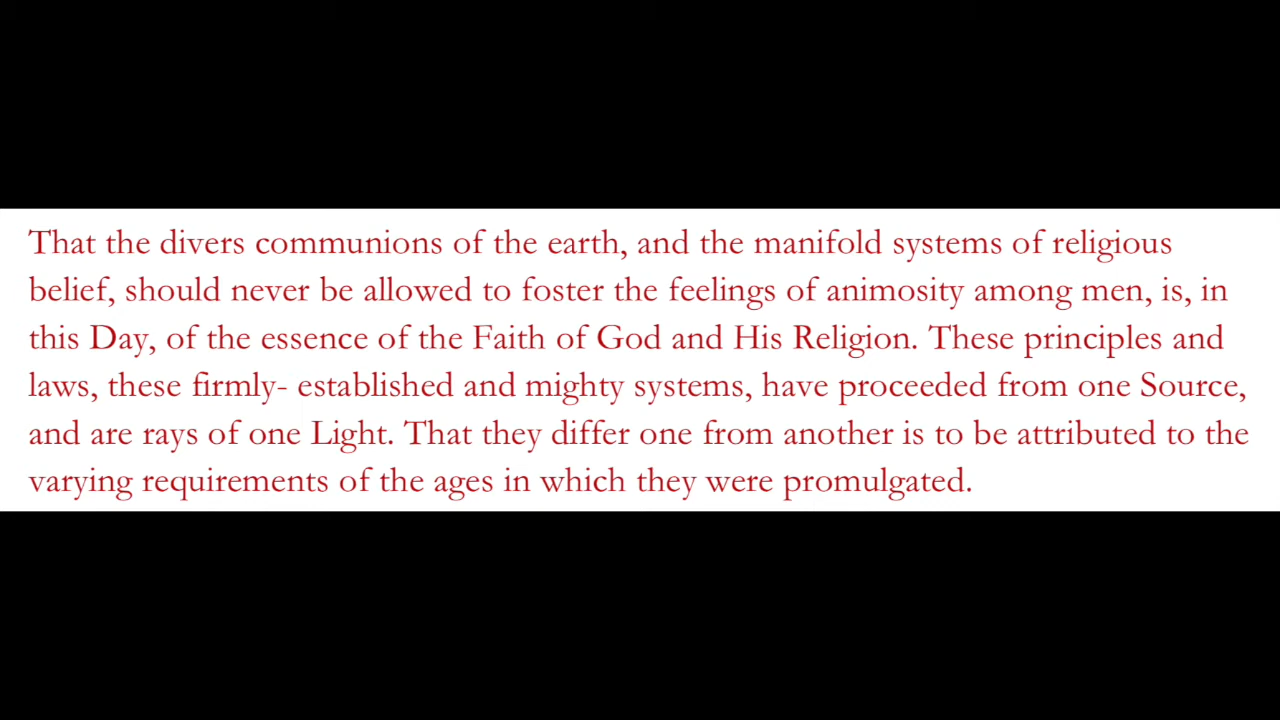 That the divers communions of the earth, and the manifold systems of religious
belief, should never be allowed to foster the feelings of animosity among men, is, in
this Day, of the essence of the Faith of God and His Religion. These principles and
laws, these firmly- established and mighty systems, have proceeded from one Source,
and are rays of one Light. That they differ one from another is to be attributed to the
varying requirements of the ages in which they were promulgated.